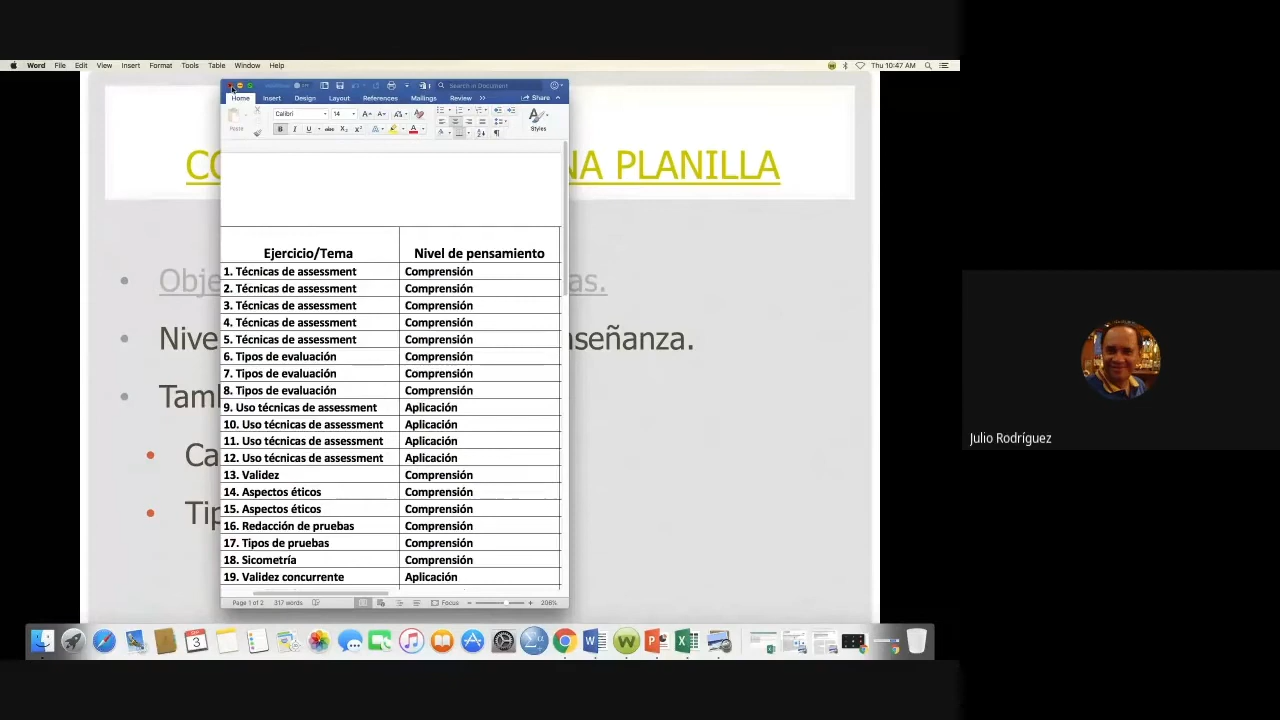 Word File Edit View Insert Format Tools Table Window Help Thu 10:47 AM
Search in Document
Home Insert Design Layout References Mailings Review Share
Paste Calibri 14 Styles
NA PLANILLA
Ejercicio/Tema Nivel de pensamiento
1. Técnicas de assessment Comprensión
2. Técnicas de assessment Comprensión
3. Técnicas de assessment Comprensión
4. Técnicas de assessment Comprensión
5. Técnicas de assessment Comprensión
6. Tipos de evaluación Comprensión
7. Tipos de evaluación Comprensión
8. Tipos de evaluación Comprensión
9. Uso técnicas de assessment Aplicación
10. Uso técnicas de assessment Aplicación
11. Uso técnicas de assessment Aplicación
12. Uso técnicas de assessment Aplicación
13. Validez Comprensión
14. Aspectos éticos Comprensión
15. Aspectos éticos Comprensión
16. Redacción de pruebas Comprensión
17. Tipos de pruebas Comprensión
18. Sicometría Comprensión
19. Validez concurrente Aplicación
Page 1 of 2 317 words Focus 208%
Obje as.
Nive nseñanza.
Tam
Ca
Tip
Julio Rodríguez